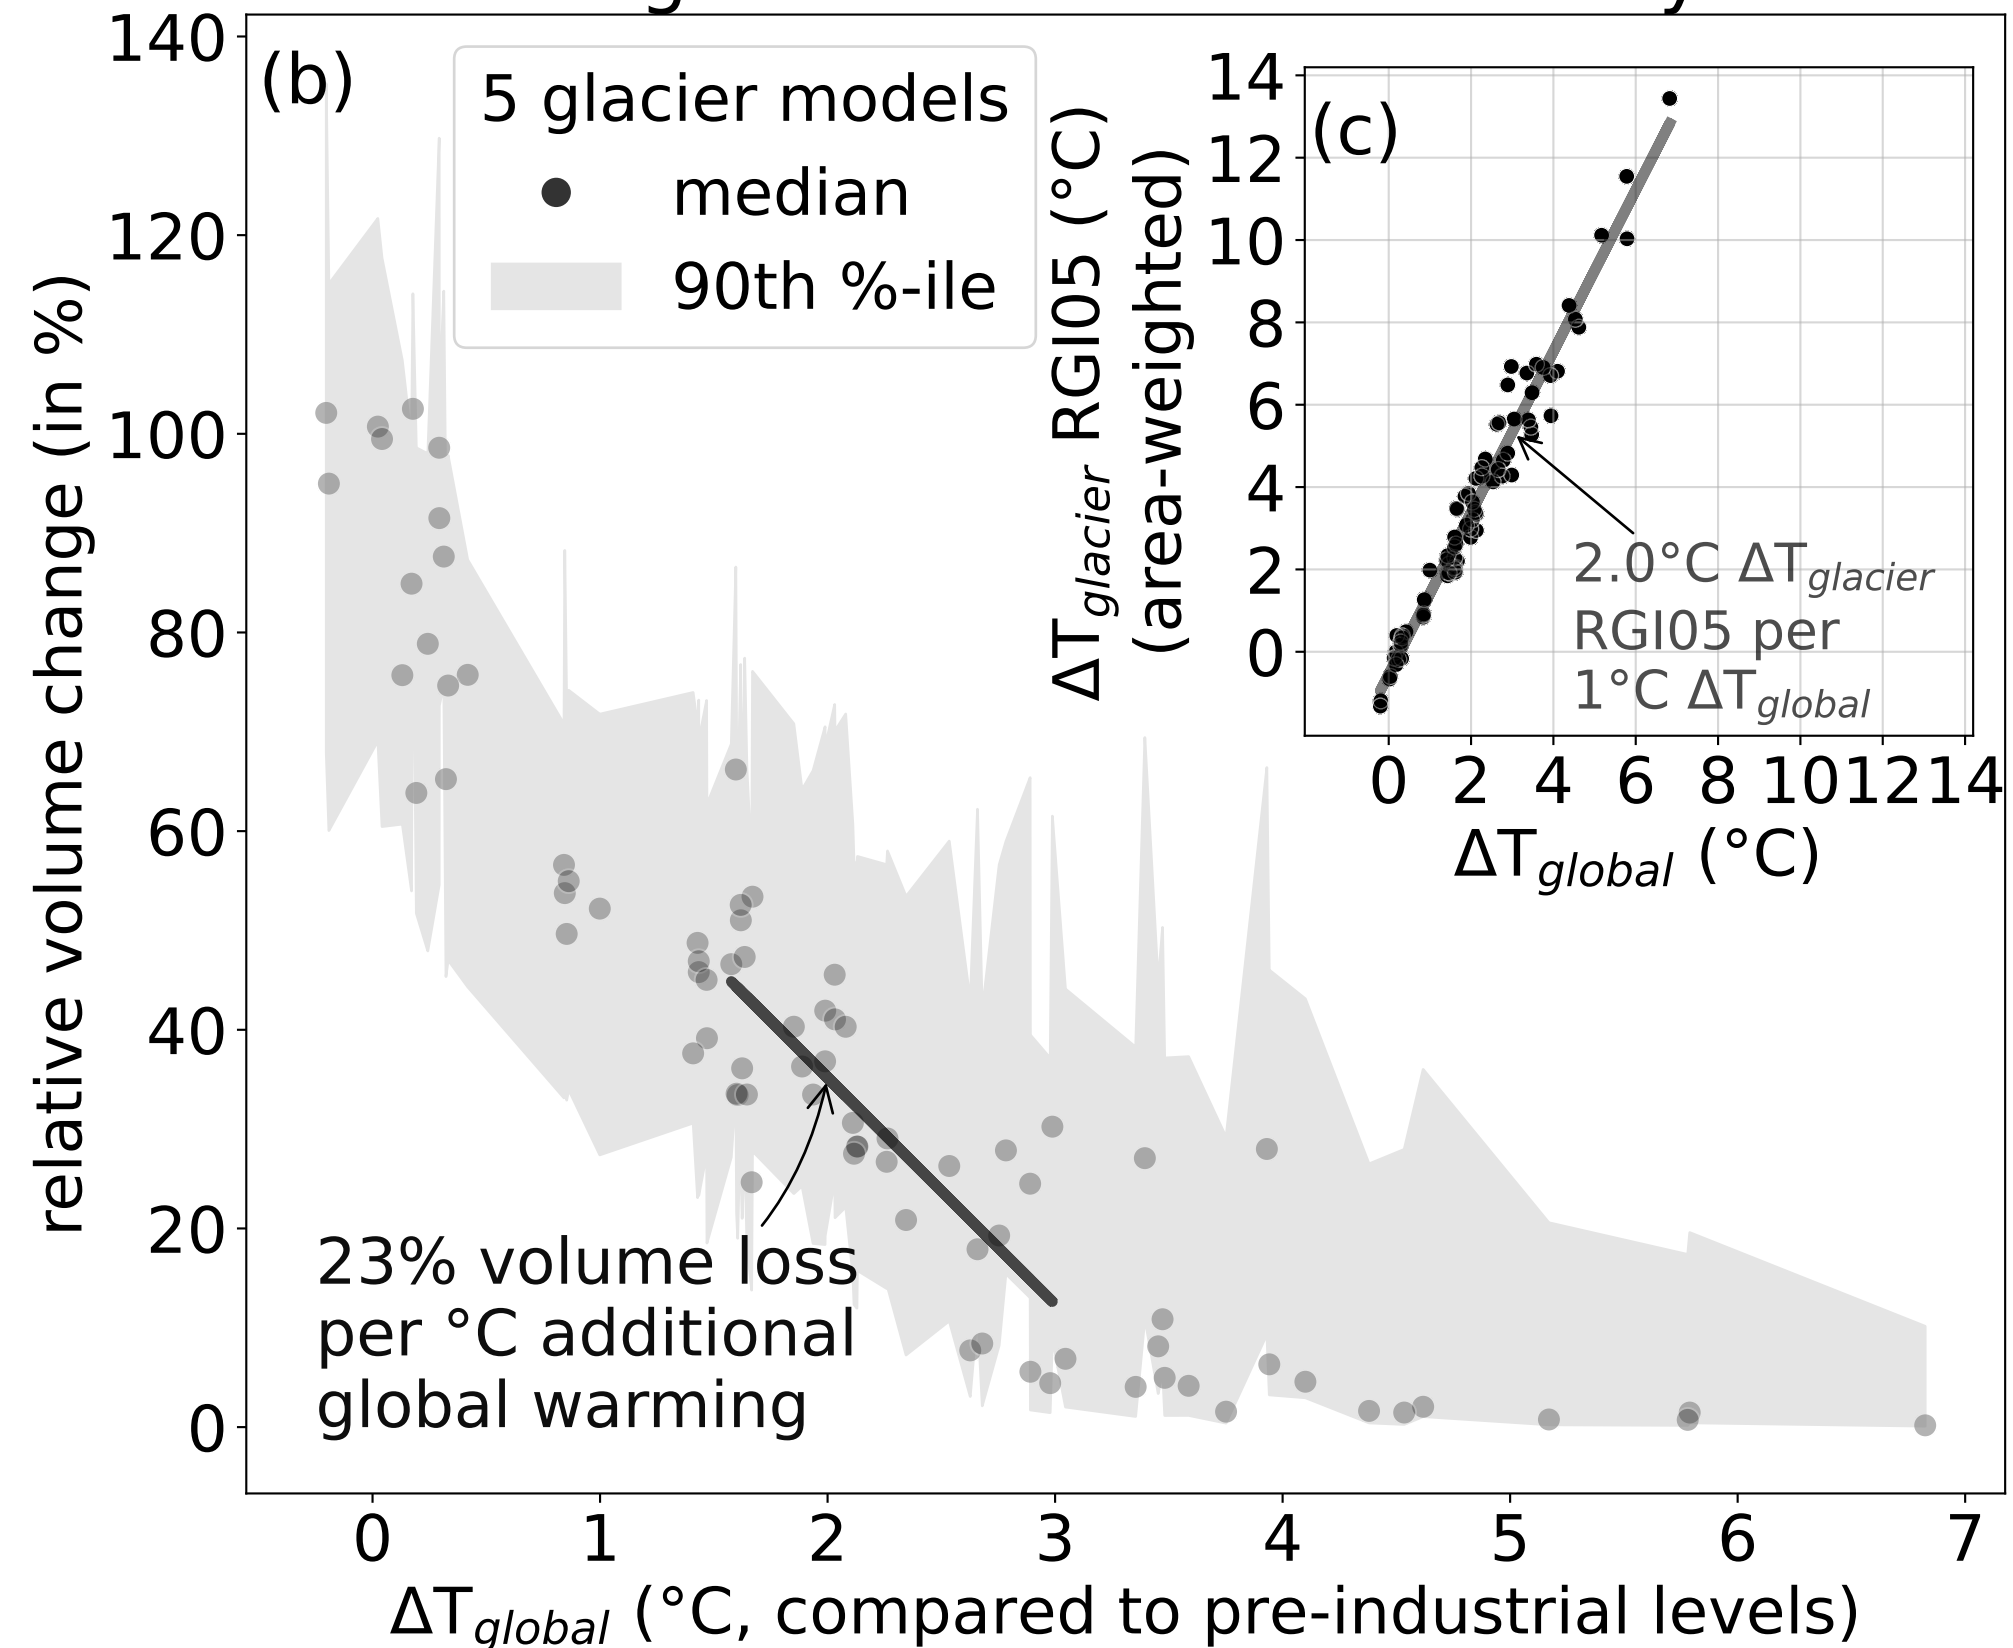 (b)
5 glacier models
median
90th %-ile
relative volume change (in %)
140
120
100
80
60
40
20
0
23% volume loss
per °C additional
global warming
0 1 2 3 4 5 6 7
ΔTglobal (°C, compared to pre-industrial levels)
(c)
ΔTglacier RGI05 (°C)
(area-weighted)
14
12
10
8
6
4
2
0
2.0°C ΔTglacier
RGI05 per
1°C ΔTglobal
0 2 4 6 8 10 12 14
ΔTglobal (°C)